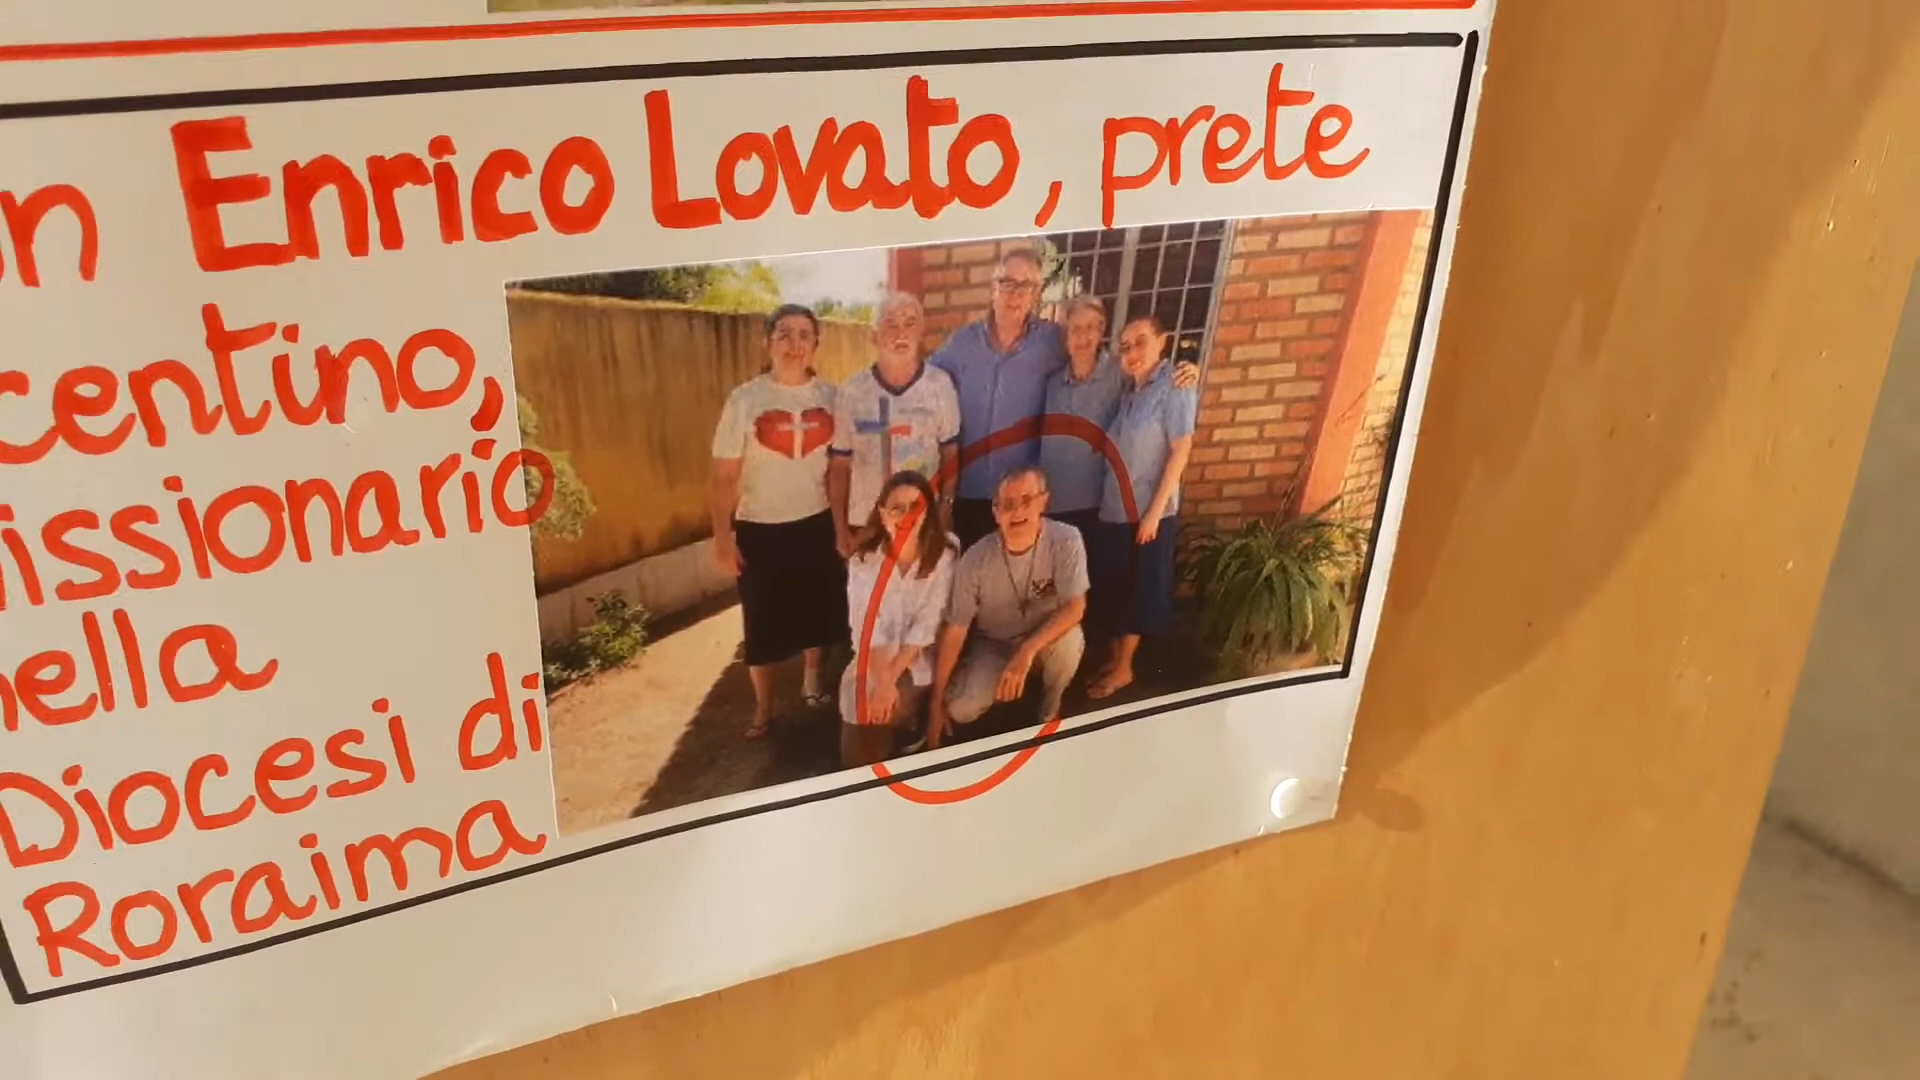 n Enrico Lovato, prete
centino,
issionario
ella
Diocesi di
Roraima